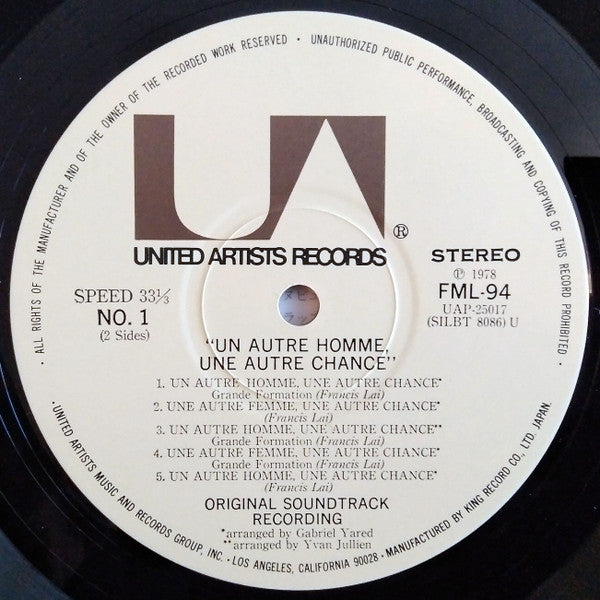 · ALL RIGHTS OF THE MANUFACTURER AND OF THE OWNER OF THE RECORDED WORK RESERVED · UNAUTHORIZED PUBLIC PERFORMANCE, BROADCASTING AND COPYING OF THIS RECORD PROHIBITED ·
UA
®
UNITED ARTISTS RECORDS
STEREO
℗ 1978
FML-94
UAP-25017
(SILBT 8086) U
SPEED 33⅓
NO. 1
(2 Sides)
"UN AUTRE HOMME,
UNE AUTRE CHANCE"
1. UN AUTRE HOMME, UNE AUTRE CHANCE*
Grande Formation (Francis Lai)
2. UNE AUTRE FEMME, UNE AUTRE CHANCE*
(Francis Lai)
3. UN AUTRE HOMME, UNE AUTRE CHANCE**
Grande Formation (Francis Lai)
4. UNE AUTRE FEMME, UNE AUTRE CHANCE*
Grande Formation (Francis Lai)
5. UN AUTRE HOMME, UNE AUTRE CHANCE*
(Francis Lai)
ORIGINAL SOUNDTRACK
RECORDING
*arranged by Gabriel Yared
**arranged by Yvan Jullien
· UNITED ARTISTS MUSIC AND RECORDS GROUP, INC. · LOS ANGELES, CALIFORNIA 90028 · MANUFACTURED BY KING RECORD CO., LTD. JAPAN.